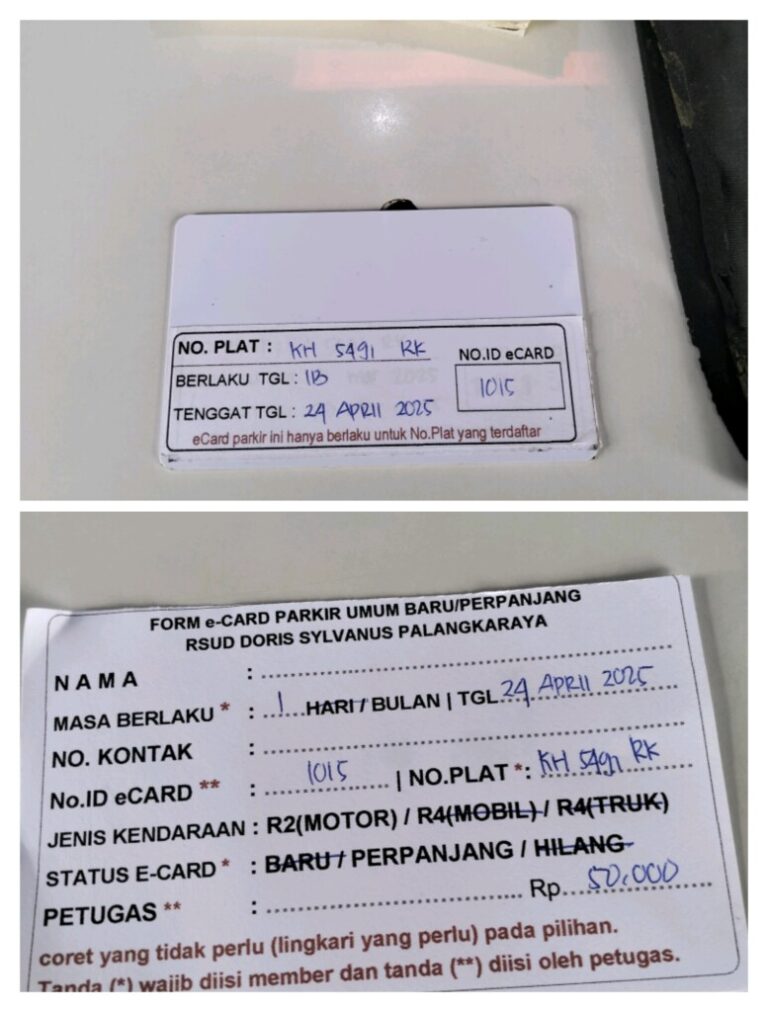 NO. PLAT : KH 5491 RK
NO.ID eCARD
BERLAKU TGL : 1B
1015
TENGGAT TGL : 24 APRIL 2025
eCard parkir ini hanya berlaku untuk No.Plat yang terdaftar
FORM e-CARD PARKIR UMUM BARU/PERPANJANG
RSUD DORIS SYLVANUS PALANGKARAYA
NAMA :
MASA BERLAKU * : 1 HARI / BULAN | TGL 24 APRIL 2025
NO. KONTAK :
No.ID eCARD ** : 1015 | NO.PLAT *: KH 5491 RK
JENIS KENDARAAN : R2(MOTOR) / R4(MOBIL) / R4(TRUK)
STATUS E-CARD * : BARU / PERPANJANG / HILANG
PETUGAS ** : Rp. 50.000
coret yang tidak perlu (lingkari yang perlu) pada pilihan.
Tanda (*) wajib diisi member dan tanda (**) diisi oleh petugas.